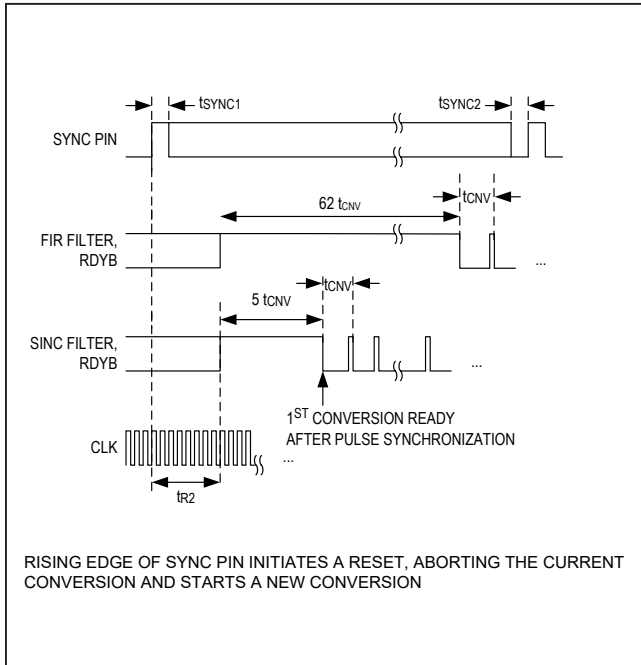 tSYNC1
tSYNC2
SYNC PIN
62 tCNV
tCNV
FIR FILTER,
RDYB
...
tCNV
5 tCNV
SINC FILTER,
RDYB
...
1ST CONVERSION READY
AFTER PULSE SYNCHRONIZATION
CLK
...
tR2
RISING EDGE OF SYNC PIN INITIATES A RESET, ABORTING THE CURRENT
CONVERSION AND STARTS A NEW CONVERSION